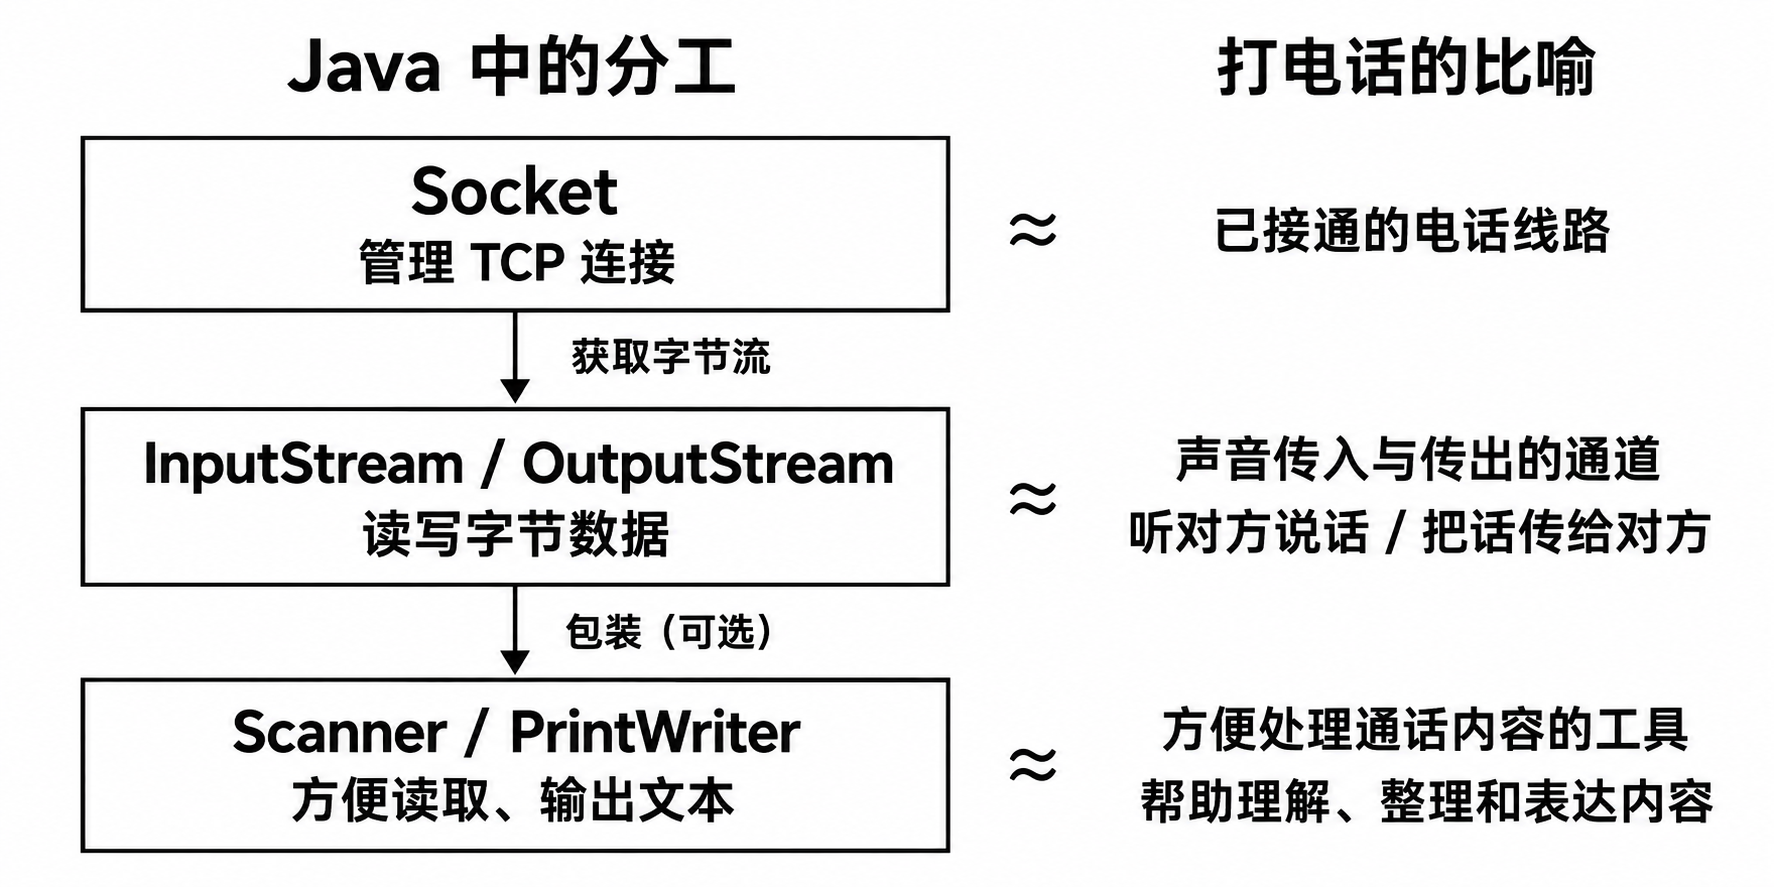 Java 中的分工
打电话的比喻
Socket
管理 TCP 连接
≈
已接通的电话线路
获取字节流
InputStream / OutputStream
读写字节数据
≈
声音传入与传出的通道
听对方说话 / 把话传给对方
包装（可选）
Scanner / PrintWriter
方便读取、输出文本
≈
方便处理通话内容的工具
帮助理解、整理和表达内容